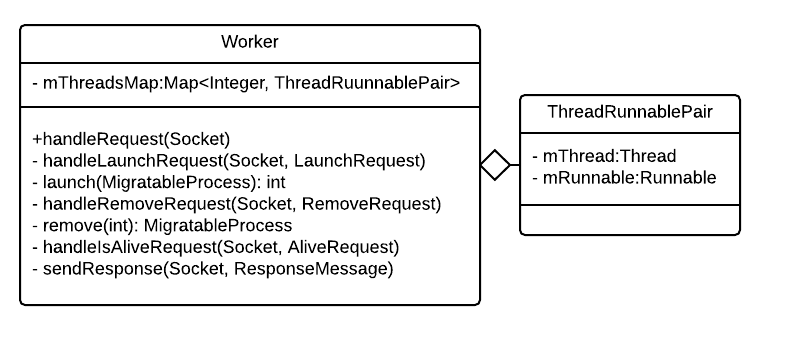 Worker
- mThreadsMap:Map<Integer, ThreadRuunnablePair>
+handleRequest(Socket)
- handleLaunchRequest(Socket, LaunchRequest)
- launch(MigratableProcess): int
- handleRemoveRequest(Socket, RemoveRequest)
- remove(int): MigratableProcess
- handleIsAliveRequest(Socket, AliveRequest)
- sendResponse(Socket, ResponseMessage)
ThreadRunnablePair
- mThread:Thread
- mRunnable:Runnable